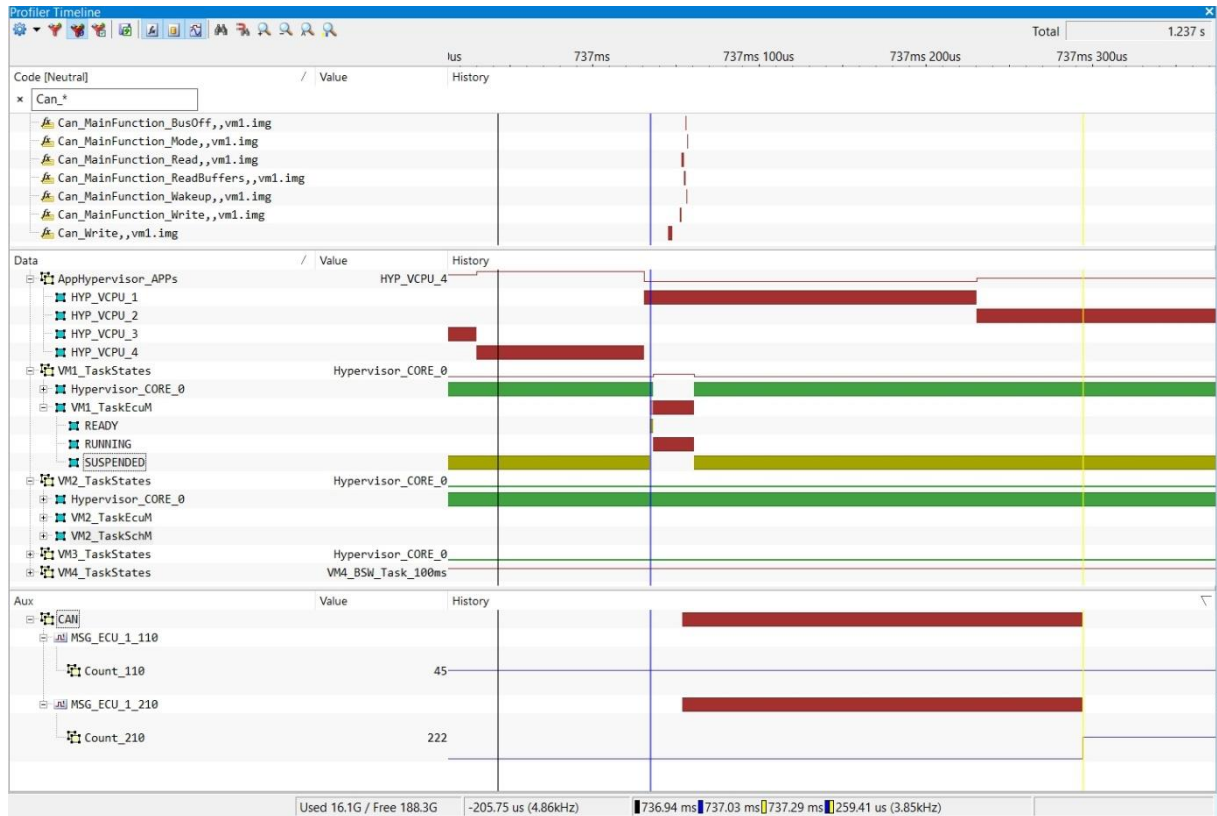 Profiler Timeline
Total 1.237 s
us 737ms 737ms 100us 737ms 200us 737ms 300us
Code [Neutral] / Value History
× Can_*
Can_MainFunction_BusOff,,vm1.img
Can_MainFunction_Mode,,vm1.img
Can_MainFunction_Read,,vm1.img
Can_MainFunction_ReadBuffers,,vm1.img
Can_MainFunction_Wakeup,,vm1.img
Can_MainFunction_Write,,vm1.img
Can_Write,,vm1.img
Data / Value History
AppHypervisor_APPs HYP_VCPU_4
HYP_VCPU_1
HYP_VCPU_2
HYP_VCPU_3
HYP_VCPU_4
VM1_TaskStates Hypervisor_CORE_0
Hypervisor_CORE_0
VM1_TaskEcuM
READY
RUNNING
SUSPENDED
VM2_TaskStates Hypervisor_CORE_0
Hypervisor_CORE_0
VM2_TaskEcuM
VM2_TaskSchM
VM3_TaskStates Hypervisor_CORE_0
VM4_TaskStates VM4_BSW_Task_100ms
Aux Value History
CAN
MSG_ECU_1_110
Count_110 45
MSG_ECU_1_210
Count_210 222
Used 16.1G / Free 188.3G -205.75 us (4.86kHz) 736.94 ms 737.03 ms 737.29 ms 259.41 us (3.85kHz)